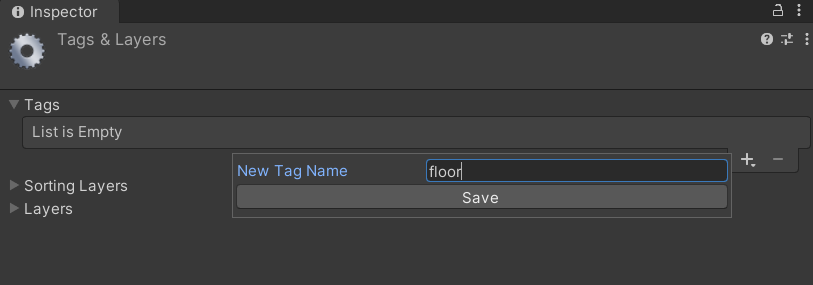 Inspector
Tags & Layers
Tags
List is Empty
New Tag Name floor
Sorting Layers
Save
Layers